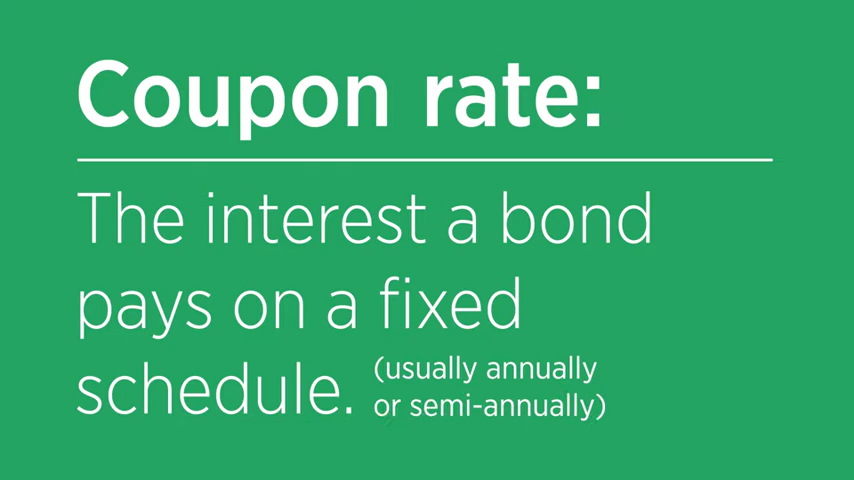 Coupon rate:
The interest a bond
pays on a fixed
schedule. (usually annually
or semi-annually)